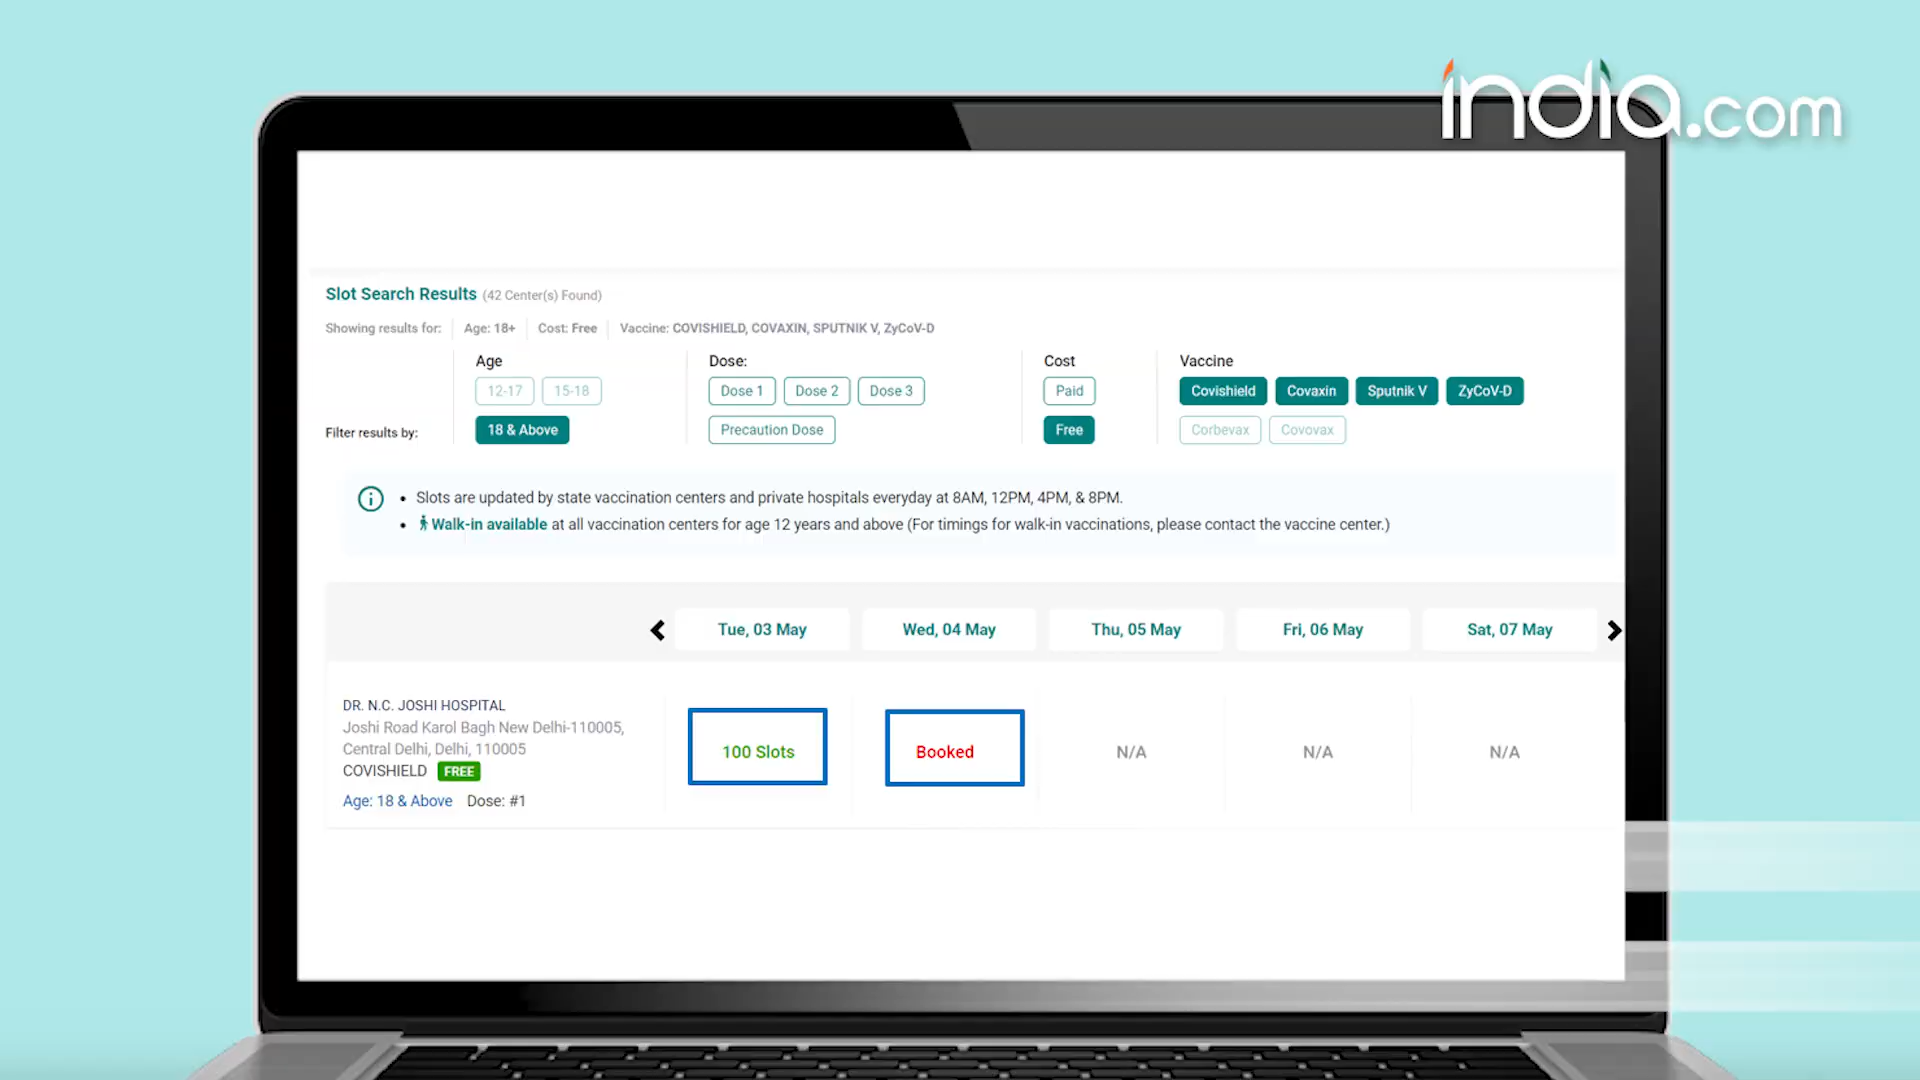 india.com
Slot Search Results (42 Center(s) Found)
Showing results for: Age: 18+ Cost: Free Vaccine: COVISHIELD, COVAXIN, SPUTNIK V, ZyCoV-D
Age Dose: Cost Vaccine
12-17 15-18 Dose 1 Dose 2 Dose 3 Paid Covishield Covaxin Sputnik V ZyCoV-D
Filter results by: 18 & Above Precaution Dose Free Corbevax Covovax
• Slots are updated by state vaccination centers and private hospitals everyday at 8AM, 12PM, 4PM, & 8PM.
• Walk-in available at all vaccination centers for age 12 years and above (For timings for walk-in vaccinations, please contact the vaccine center.)
Tue, 03 May Wed, 04 May Thu, 05 May Fri, 06 May Sat, 07 May
DR. N.C. JOSHI HOSPITAL
Joshi Road Karol Bagh New Delhi-110005,
Central Delhi, Delhi, 110005
100 Slots Booked N/A N/A N/A
COVISHIELD FREE
Age: 18 & Above Dose: #1